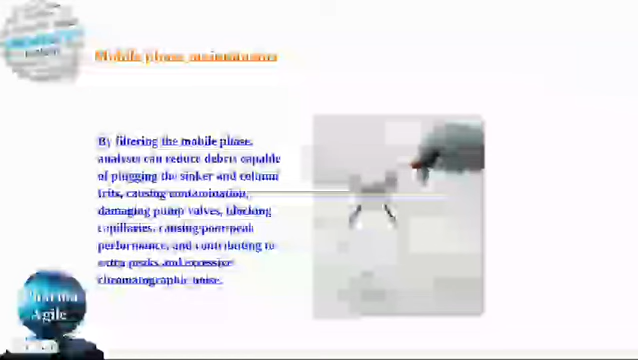 Mobile phase maintenance
By filtering the mobile phase,
analysts can reduce debris capable
of plugging the sinker and column
frits, causing contamination,
damaging pump valves, blocking
capillaries, causing poor peak
performance, and contributing to
extra peaks and excessive
chromatographic noise.
Pharma
Agile